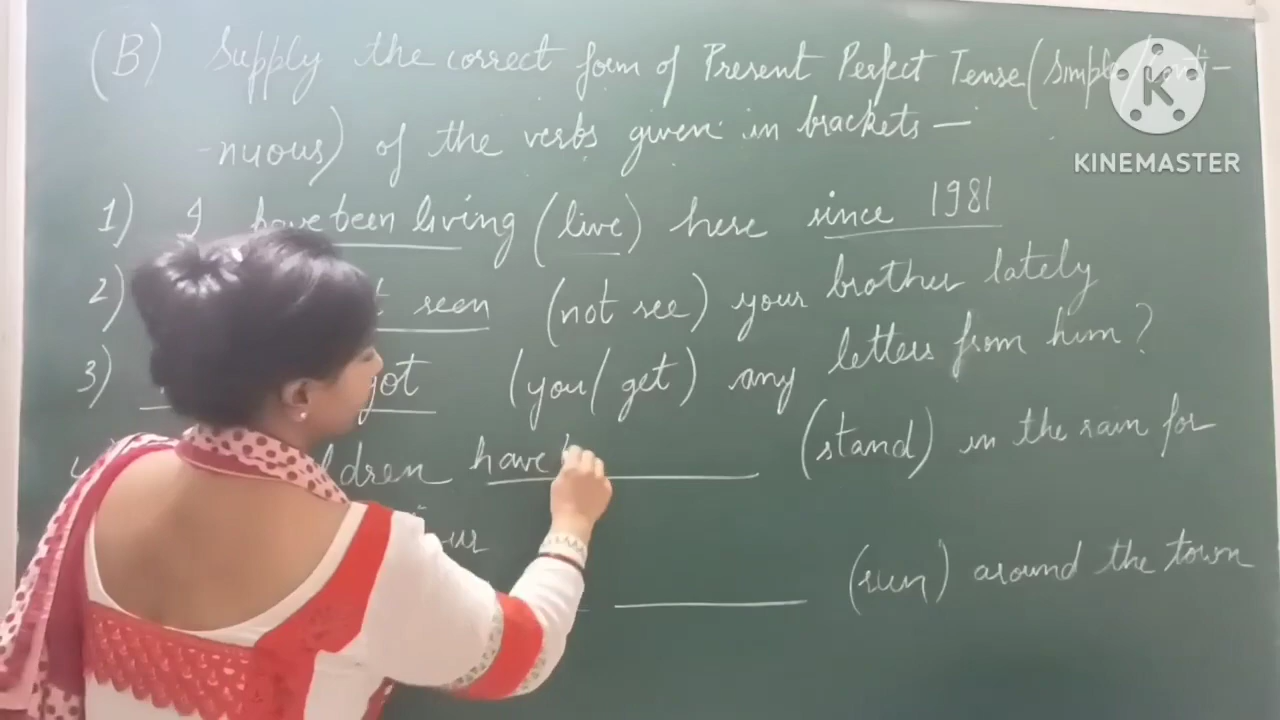 (B) Supply the correct form of Present Perfect Tense (Simple/Conti-
-nuous) of the verbs given in brackets -
K
KINEMASTER
1) I have been living (live) here since 1981
2) seen (not see) your brother lately
3) got (you/get) any letters from him?
have (stand) in the rain for
(run) around the town